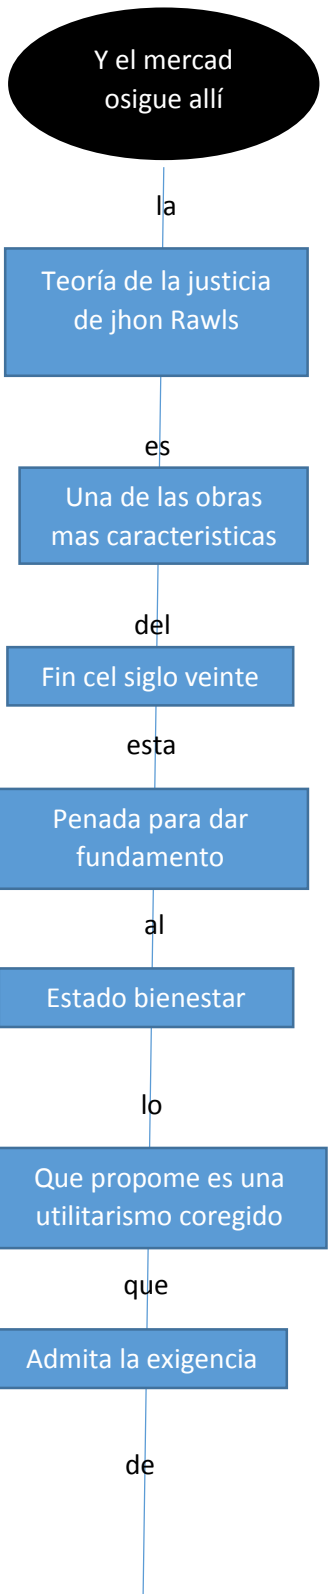 Y el mercad
osigue allí
la
Teoría de la justicia
de jhon Rawls
es
Una de las obras
mas caracteristicas
del
Fin cel siglo veinte
esta
Penada para dar
fundamento
al
Estado bienestar
lo
Que propome es una
utilitarismo coregido
que
Admita la exigencia
de